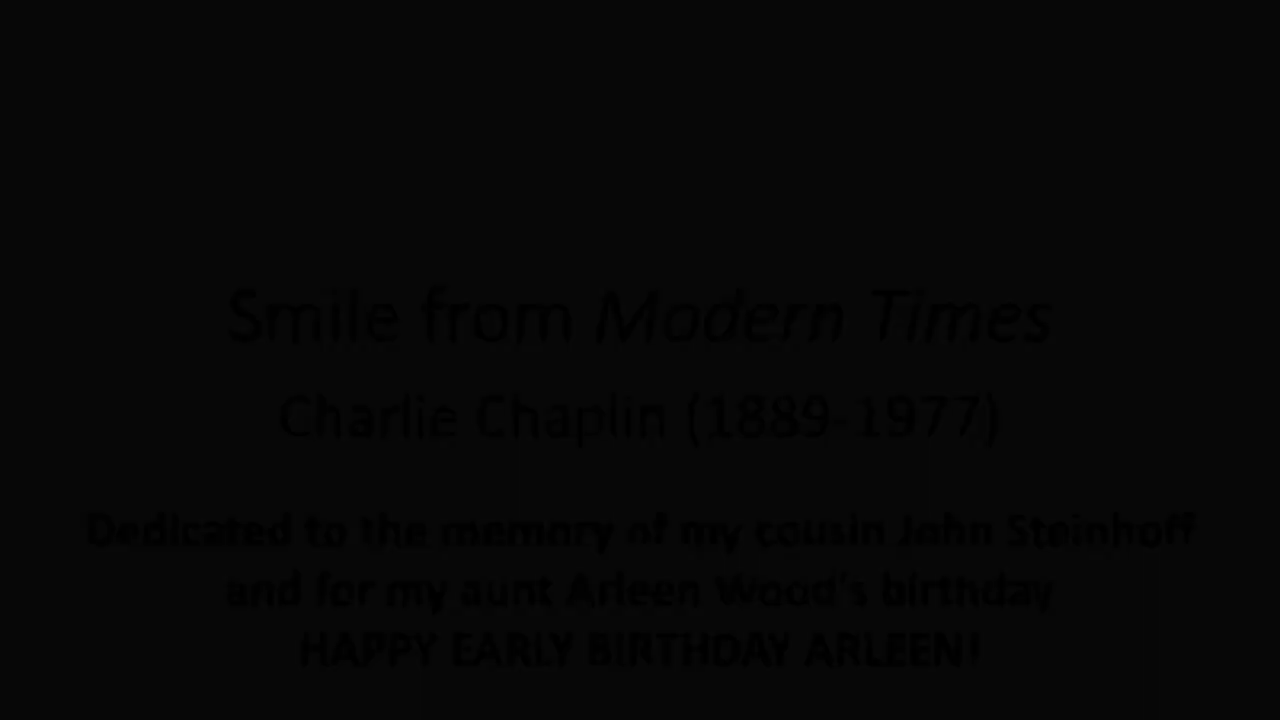 Smile from Modern Times
Charlie Chaplin (1889-1977)
Dedicated to the memory of my cousin John Steinhoff
and for my aunt Arleen Wood's birthday
HAPPY EARLY BIRTHDAY ARLEEN!